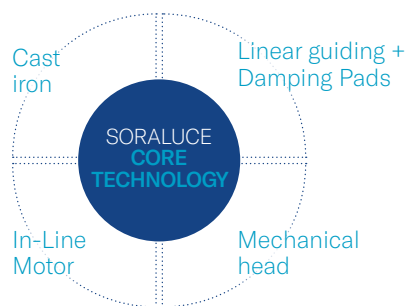 Cast
iron
Linear guiding +
Damping Pads
SORALUCE
CORE
TECHNOLOGY
In-Line
Motor
Mechanical
head